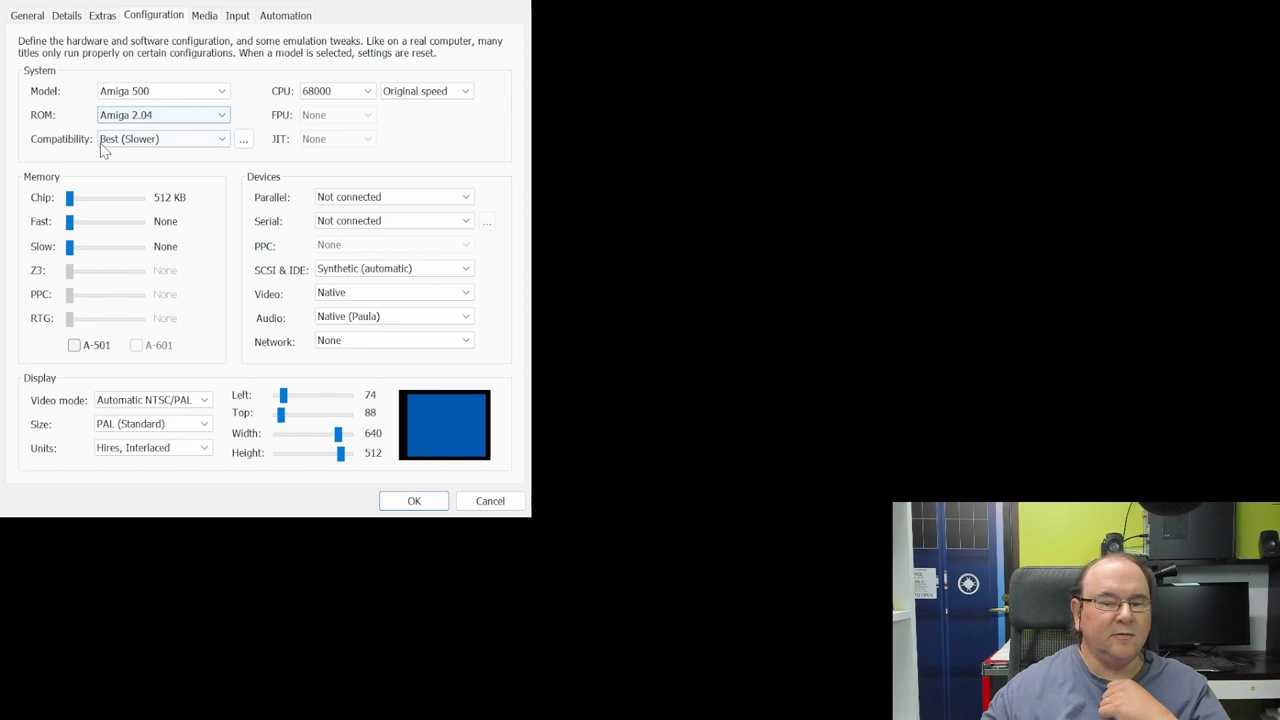 General Details Extras Configuration Media Input Automation
Define the hardware and software configuration, and some emulation tweaks. Like on a real computer, many
titles only run properly on certain configurations. When a model is selected, settings are reset.
System
Model: Amiga 500 CPU: 68000 Original speed
ROM: Amiga 2.04 FPU: None
Compatibility: Best (Slower) ... JIT: None
Memory
Chip: 512 KB
Fast: None
Slow: None
Z3: None
PPC: None
RTG: None
A-501 A-601
Devices
Parallel: Not connected
Serial: Not connected ...
PPC: None
SCSI & IDE: Synthetic (automatic)
Video: Native
Audio: Native (Paula)
Network: None
Display
Video mode: Automatic NTSC/PAL
Size: PAL (Standard)
Units: Hires, Interlaced
Left: 74
Top: 88
Width: 640
Height: 512
OK Cancel